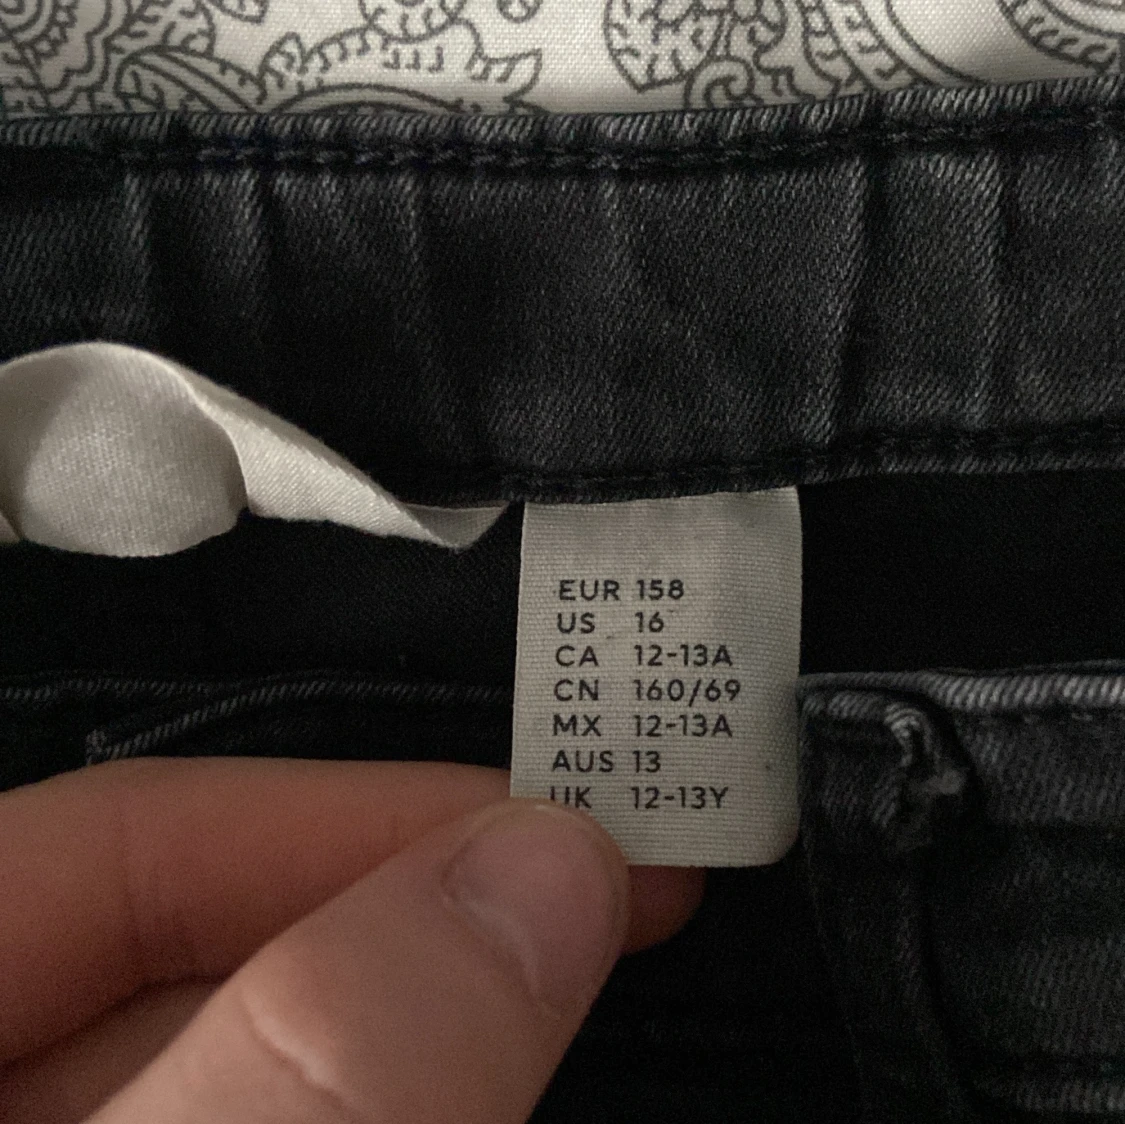 EUR 158
US 16
CA 12-13A
CN 160/69
MX 12-13A
AUS 13
UK 12-13Y